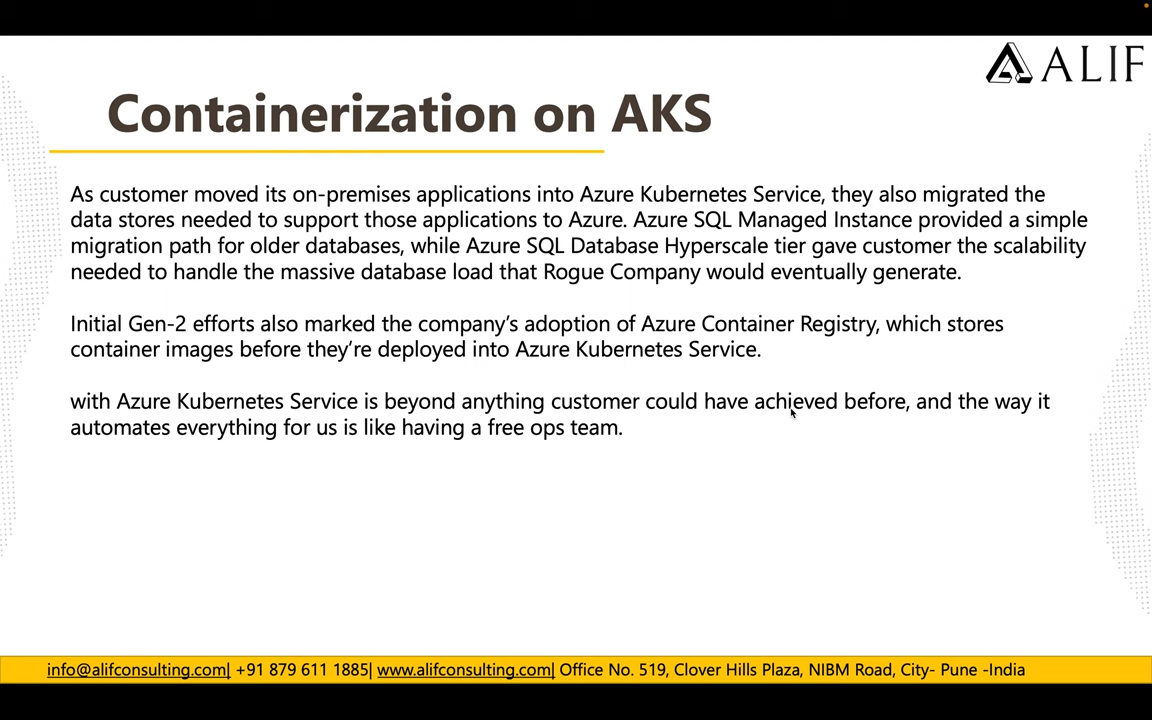 ALIF
Containerization on AKS
As customer moved its on-premises applications into Azure Kubernetes Service, they also migrated the
data stores needed to support those applications to Azure. Azure SQL Managed Instance provided a simple
migration path for older databases, while Azure SQL Database Hyperscale tier gave customer the scalability
needed to handle the massive database load that Rogue Company would eventually generate.
Initial Gen-2 efforts also marked the company’s adoption of Azure Container Registry, which stores
container images before they’re deployed into Azure Kubernetes Service.
with Azure Kubernetes Service is beyond anything customer could have achieved before, and the way it
automates everything for us is like having a free ops team.
info@alifconsulting.com| +91 879 611 1885| www.alifconsulting.com| Office No. 519, Clover Hills Plaza, NIBM Road, City- Pune -India